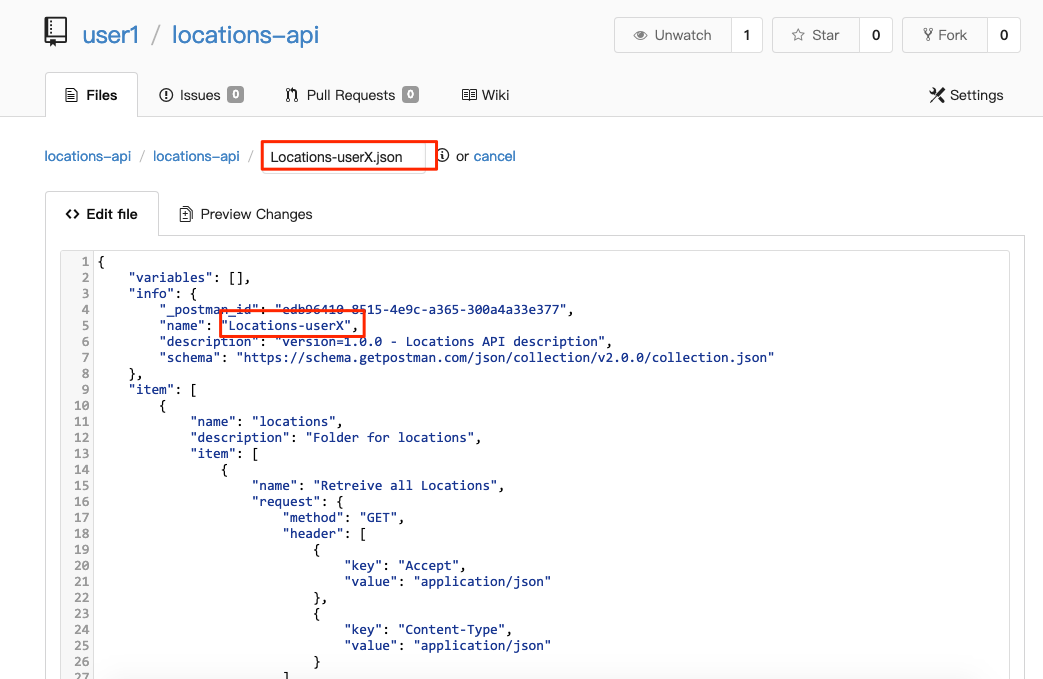 user1 / locations-api
Unwatch 1 Star 0 Fork 0
Files Issues 0 Pull Requests 0 Wiki Settings
locations-api / locations-api / Locations-userX.json or cancel
Edit file Preview Changes
1 {
2 "variables": [],
3 "info": {
4 "_postman_id": "edb96410-8515-4e9c-a365-300a4a33e377",
5 "name": "Locations-userX",
6 "description": "version=1.0.0 - Locations API description",
7 "schema": "https://schema.getpostman.com/json/collection/v2.0.0/collection.json"
8 },
9 "item": [
10 {
11 "name": "locations",
12 "description": "Folder for locations",
13 "item": [
14 {
15 "name": "Retreive all Locations",
16 "request": {
17 "method": "GET",
18 "header": [
19 {
20 "key": "Accept",
21 "value": "application/json"
22 },
23 {
24 "key": "Content-Type",
25 "value": "application/json"
26 }
27 ]